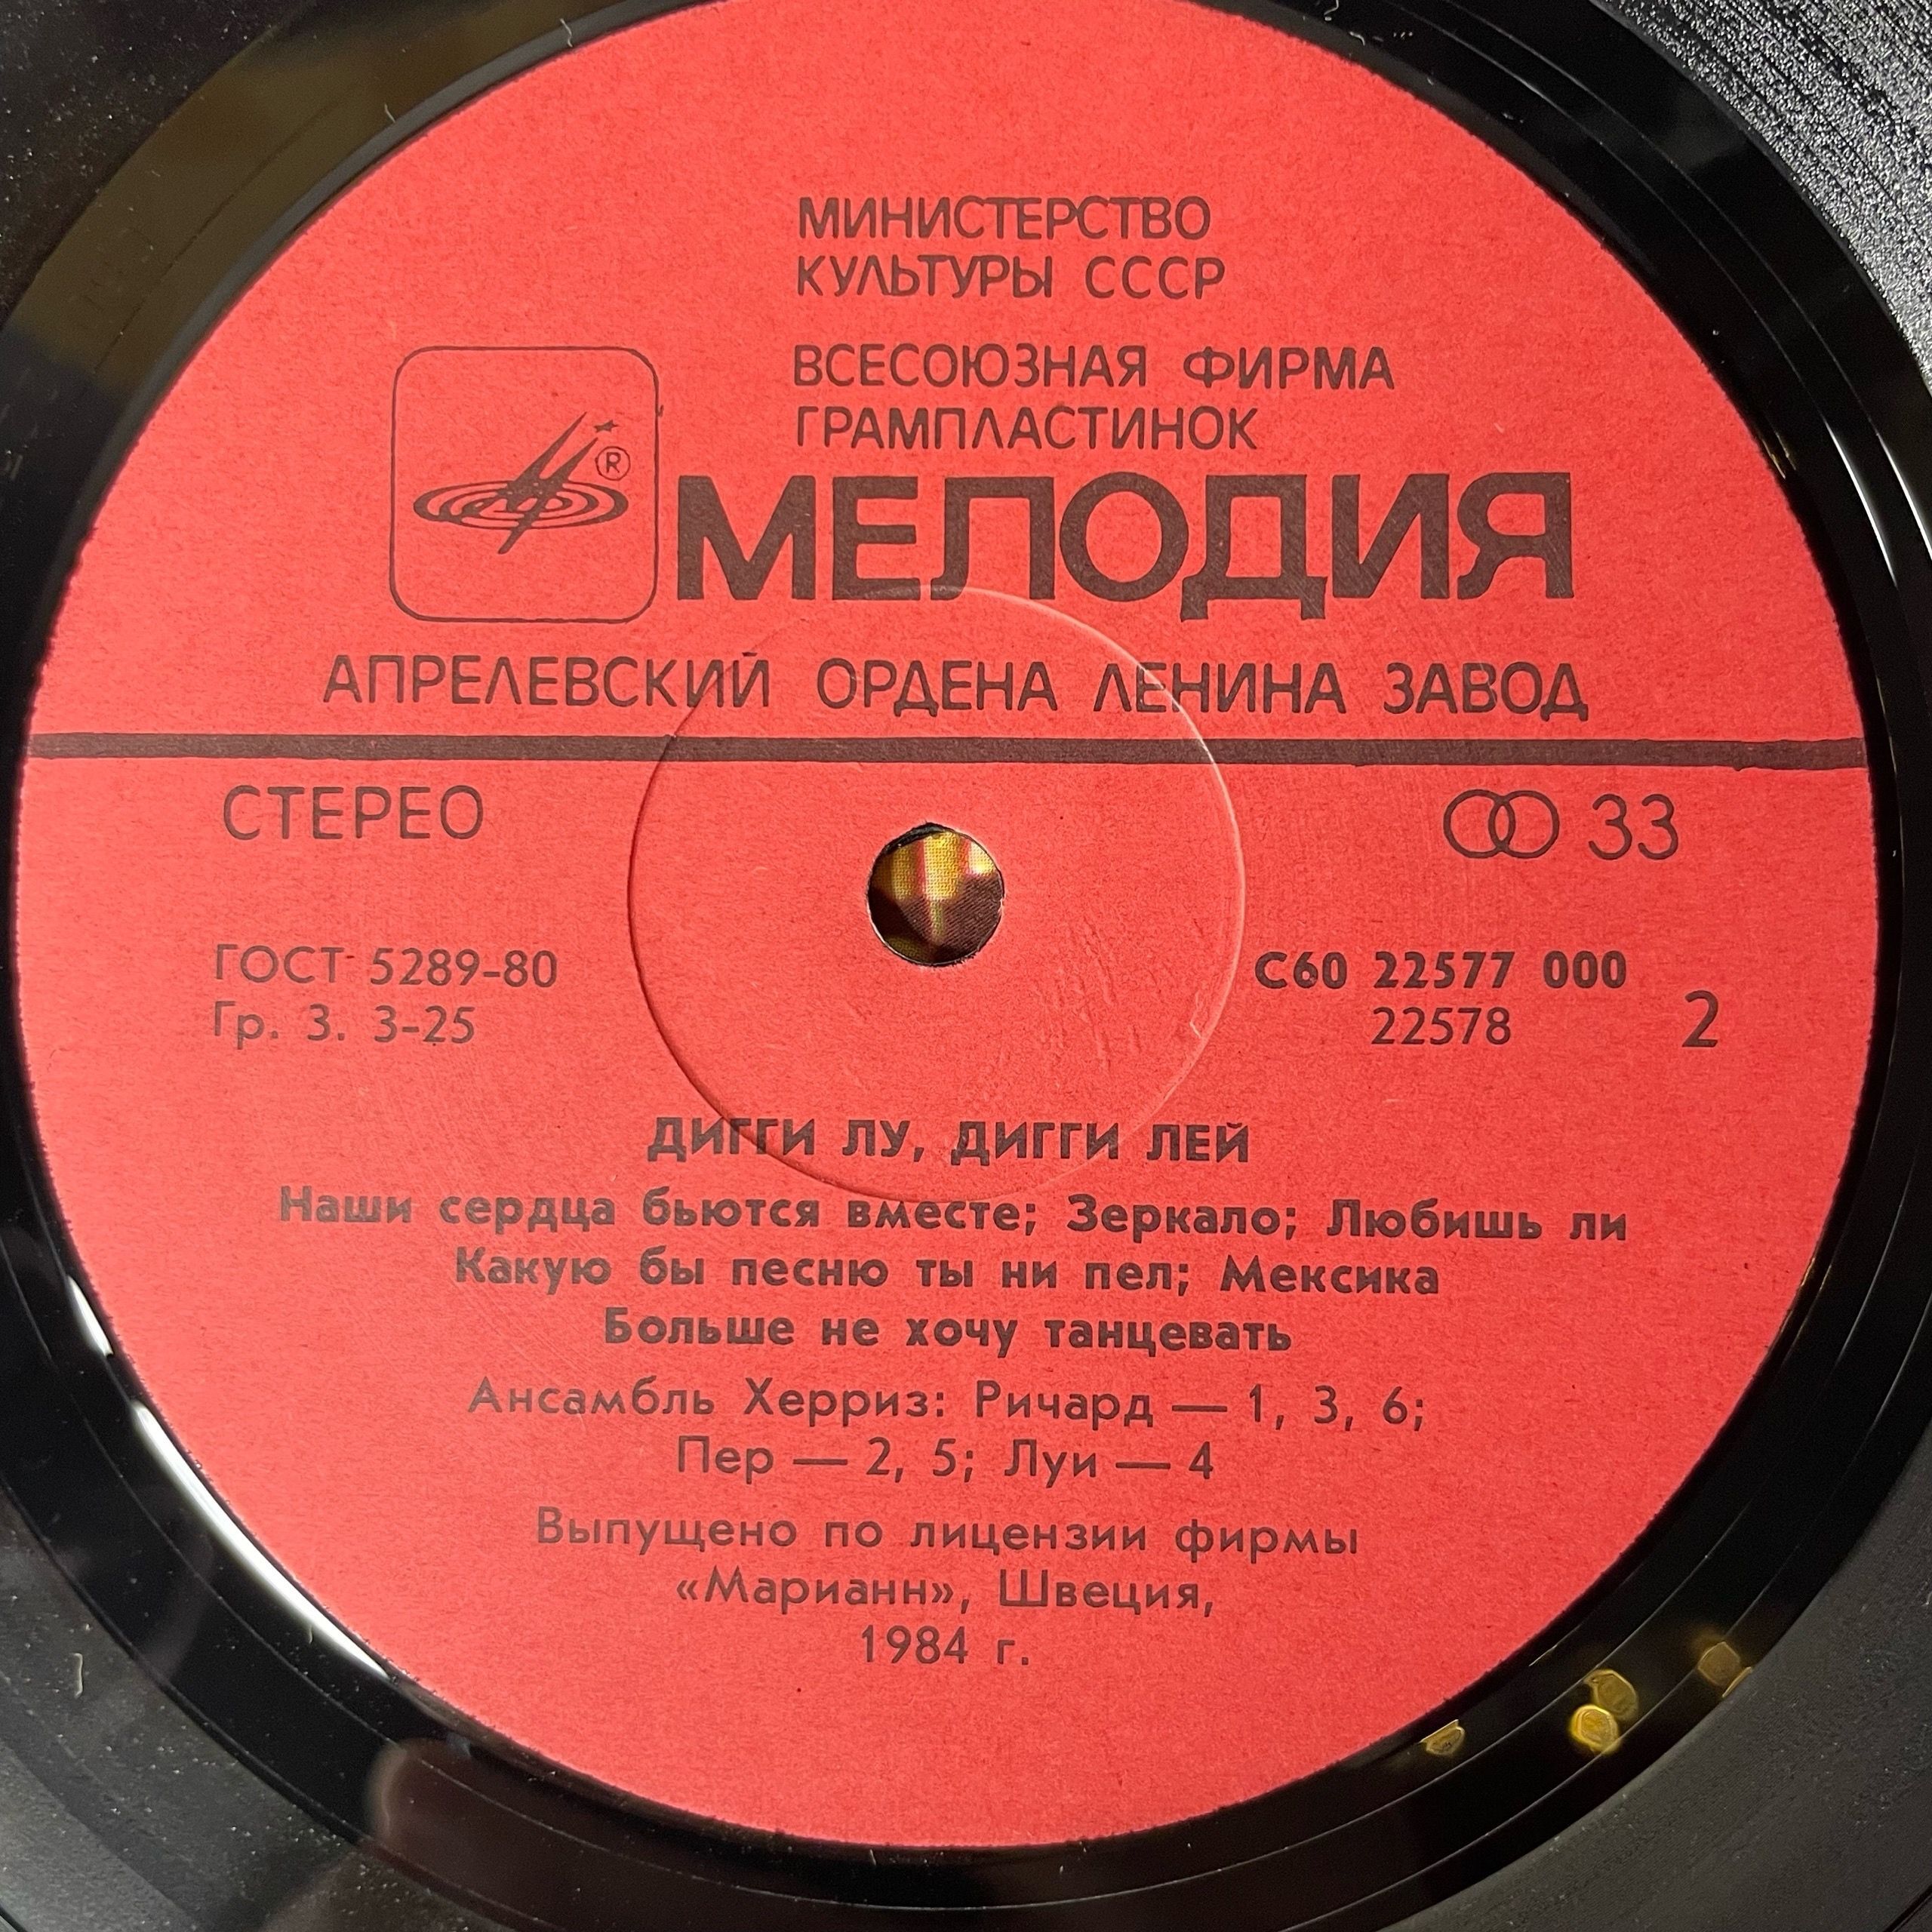 МИНИСТЕРСТВО
КУЛЬТУРЫ СССР
ВСЕСОЮЗНАЯ ФИРМА
ГРАМПЛАСТИНОК
®
МЕЛОДИЯ
АПРЕЛЕВСКИЙ ОРДЕНА ЛЕНИНА ЗАВОД
СТЕРЕО
33
ГОСТ 5289-80
Гр. 3. 3-25
С60 22577 000
22578
2
ДИГГИ ЛУ, ДИГГИ ЛЕЙ
Наши сердца бьются вместе; Зеркало; Любишь ли
Какую бы песню ты ни пел; Мексика
Больше не хочу танцевать
Ансамбль Херриз: Ричард — 1, 3, 6;
Пер — 2, 5; Луи — 4
Выпущено по лицензии фирмы
«Марианн», Швеция,
1984 г.